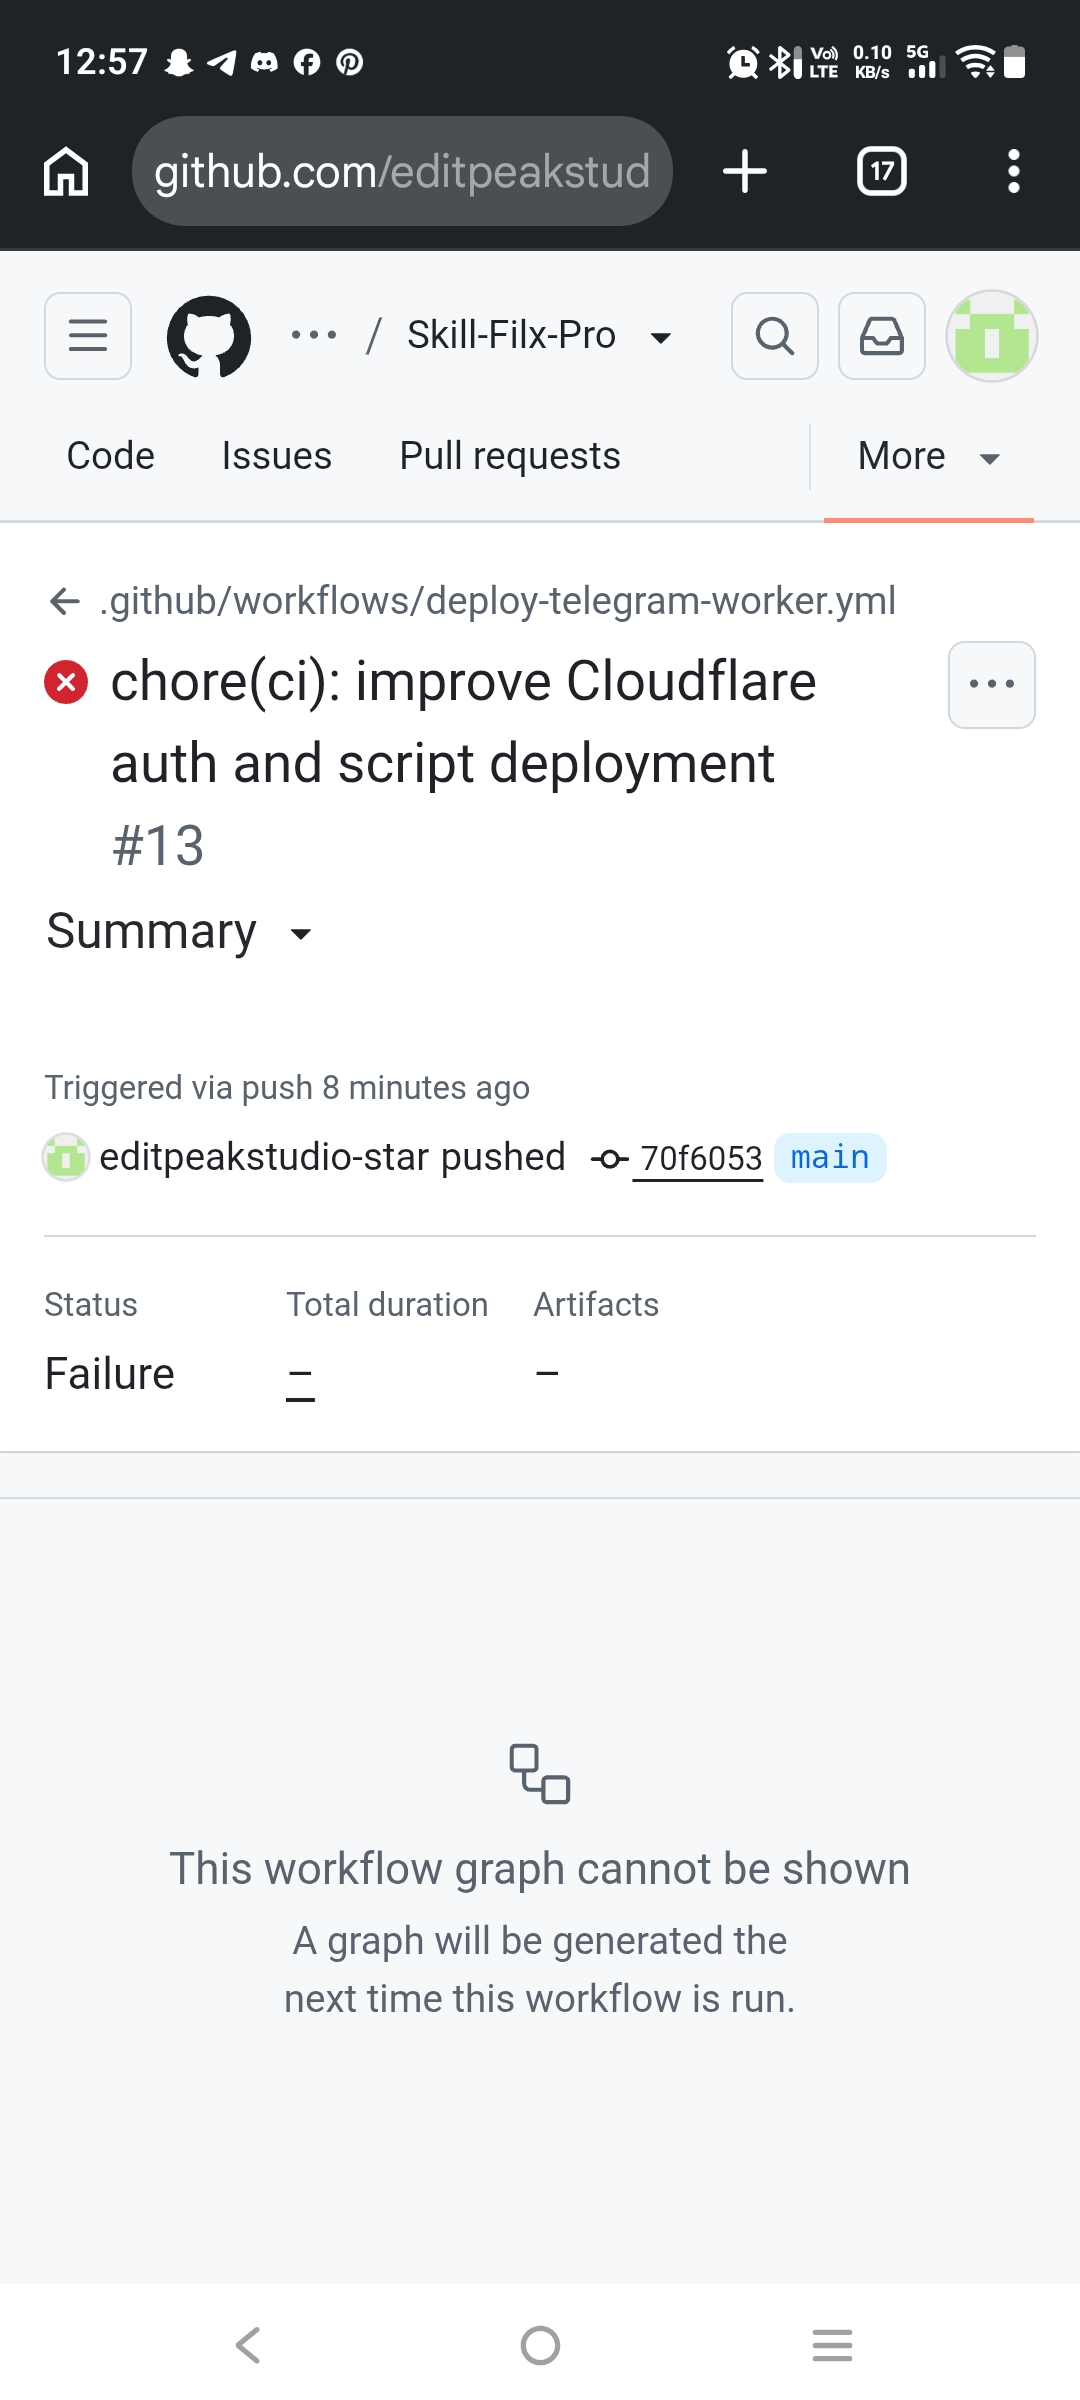 12:57
Vo))
LTE
0.10
KB/s
5G
github.com/editpeakstud
17
/ Skill-Filx-Pro
Code Issues Pull requests More
.github/workflows/deploy-telegram-worker.yml
chore(ci): improve Cloudflare
auth and script deployment
#13
Summary
Triggered via push 8 minutes ago
editpeakstudio-star pushed 70f6053 main
Status Total duration Artifacts
Failure – –
This workflow graph cannot be shown
A graph will be generated the
next time this workflow is run.